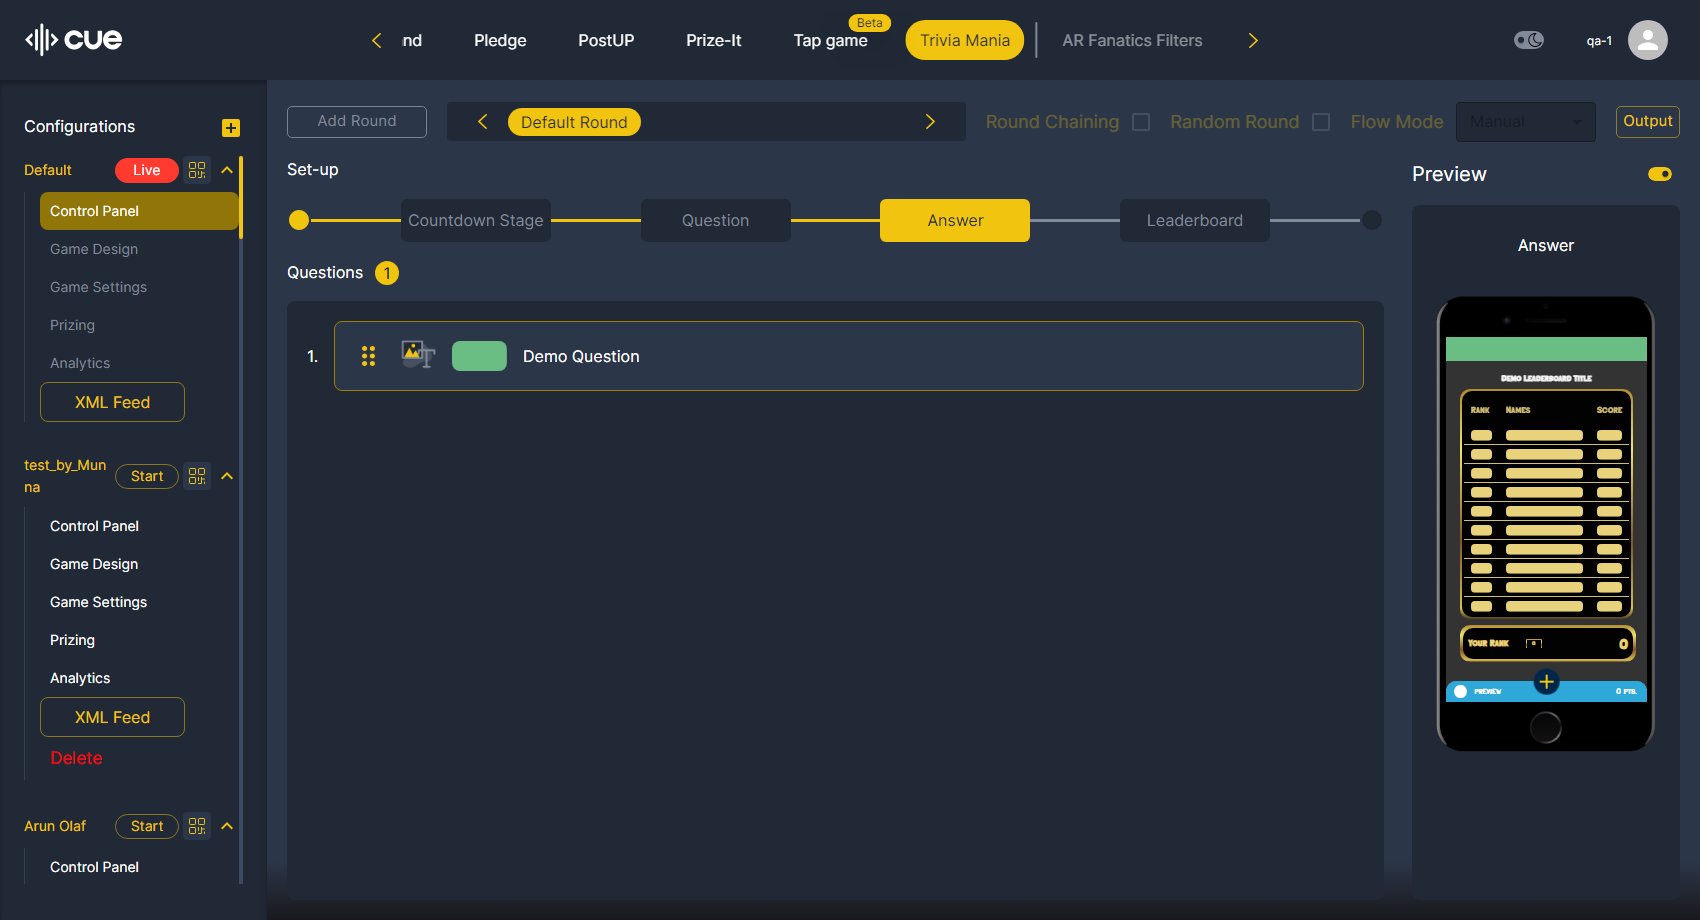 cue
nd
Pledge
PostUP
Prize-It
Beta
Tap game
Trivia Mania
AR Fanatics Filters
qa-1
Configurations
Add Round
Default Round
Round Chaining
Random Round
Flow Mode
Manual
Output
Default
Live
Control Panel
Game Design
Game Settings
Prizing
Analytics
XML Feed
test_by_Mun
na
Start
Control Panel
Game Design
Game Settings
Prizing
Analytics
XML Feed
Delete
Arun Olaf
Start
Control Panel
Set-up
Countdown Stage
Question
Answer
Leaderboard
Questions 1
1.
Demo Question
Preview
Answer
Demo Leaderboard Title
Rank Names Score
Your Rank
0
Preview
0 pts.